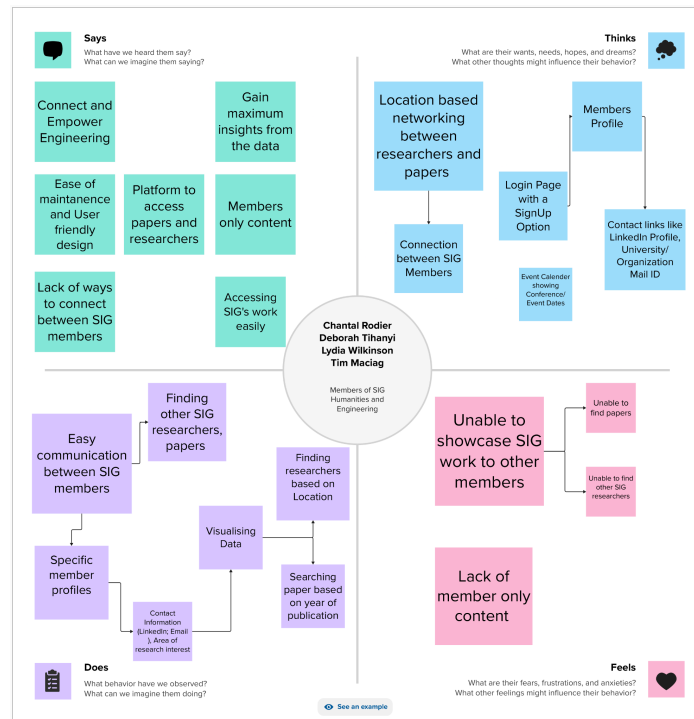 Says
What have we heard them say?
What can we imagine them saying?
Connect and
Empower
Engineering
Gain
maximum
insights from
the data
Ease of
maintanence
and User
friendly
design
Platform to
access
papers and
researchers
Members
only content
Lack of ways
to connect
between SIG
members
Accessing
SIG's work
easily
Thinks
What are their wants, needs, hopes, and dreams?
What other thoughts might influence their behavior?
Location based
networking
between
researchers and
papers
Members
Profile
Login Page
with a
SignUp
Option
Connection
between SIG
Members
Contact links like
LinkedIn Profile,
University/
Organization
Mail ID
Event Calender
showing
Conference/
Event Dates
Chantal Rodier
Deborah Tihanyi
Lydia Wilkinson
Tim Maciag
Members of SIG
Humanities and
Engineering
Finding
other SIG
researchers,
papers
Easy
communication
between SIG
members
Finding
researchers
based on
Location
Visualising
Data
Specific
member
profiles
Searching
paper based
on year of
publication
Contact
Information
(LinkedIn; Email
), Area of
research interest
Does
What behavior have we observed?
What can we imagine them doing?
Unable to
showcase SIG
work to other
members
Unable to
find papers
Unable to find
other SIG
researchers
Lack of
member only
content
Feels
What are their fears, frustrations, and anxieties?
What other feelings might influence their behavior?
See an example